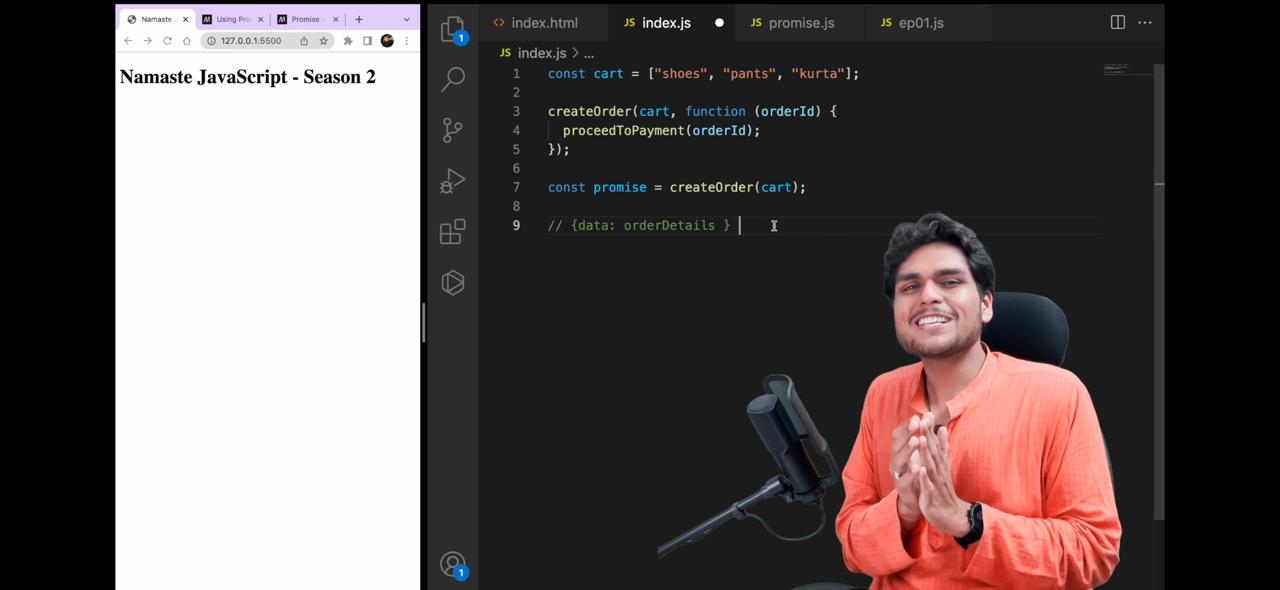 Namaste
Using Pro
Promise -
127.0.0.1:5500
Namaste JavaScript - Season 2
index.html
JS index.js
JS promise.js
JS ep01.js
JS index.js > ...
1 const cart = ["shoes", "pants", "kurta"];
2
3 createOrder(cart, function (orderId) {
4 proceedToPayment(orderId);
5 });
6
7 const promise = createOrder(cart);
8
9 // {data: orderDetails }
1
1